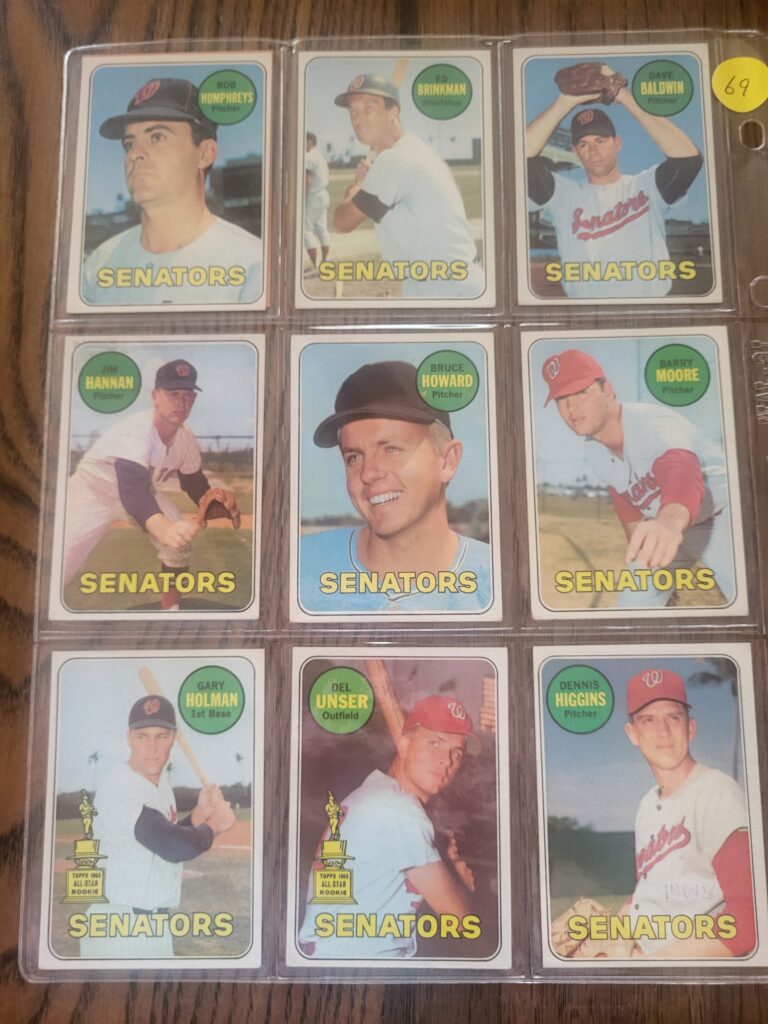 BOB
HUMPHREYS
Pitcher
SENATORS
ED
BRINKMAN
Shortstop
SENATORS
DAVE
BALDWIN
Pitcher
Senators
SENATORS
69
JIM
HANNAN
Pitcher
SENATORS
BRUCE
HOWARD
Pitcher
SENATORS
BARRY
MOORE
Pitcher
SENATORS
GARY
HOLMAN
1st Base
TOPPS 1968
ALL-STAR
ROOKIE
SENATORS
DEL
UNSER
Outfield
TOPPS 1968
ALL-STAR
ROOKIE
SENATORS
DENNIS
HIGGINS
Pitcher
SENATORS